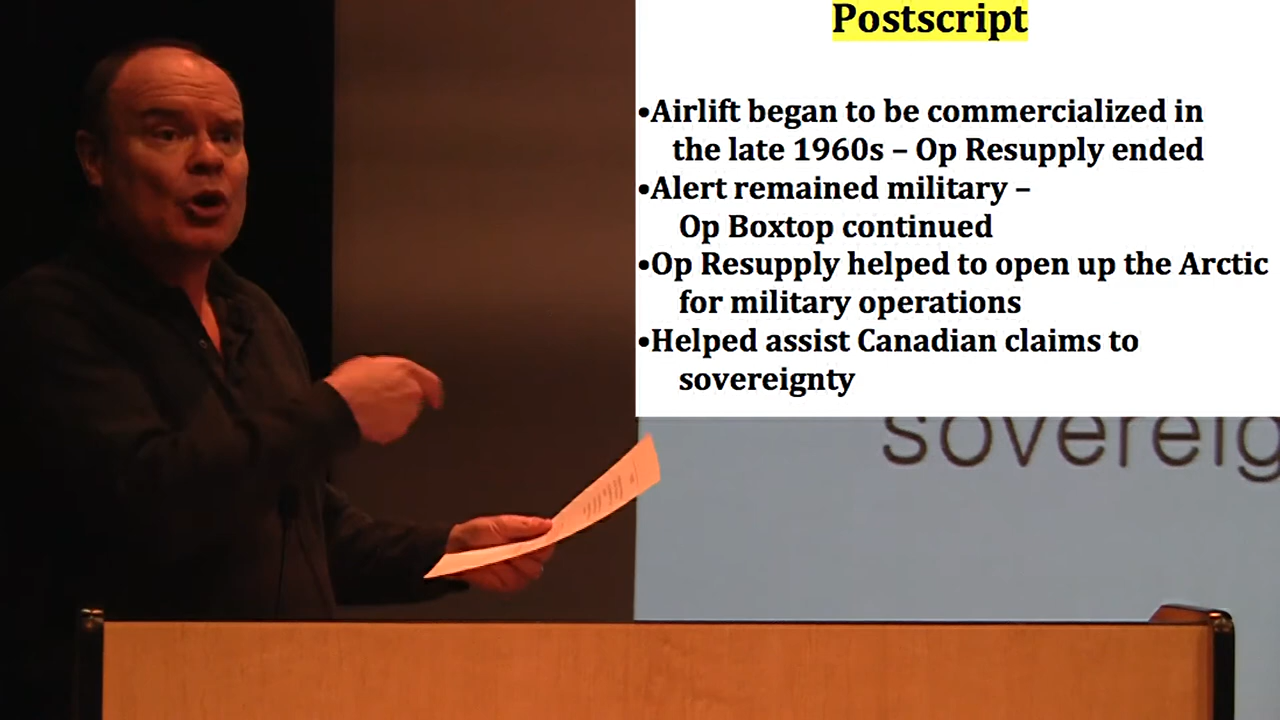 Postscript
•Airlift began to be commercialized in
the late 1960s – Op Resupply ended
•Alert remained military –
Op Boxtop continued
•Op Resupply helped to open up the Arctic
for military operations
•Helped assist Canadian claims to
sovereignty
sovereig